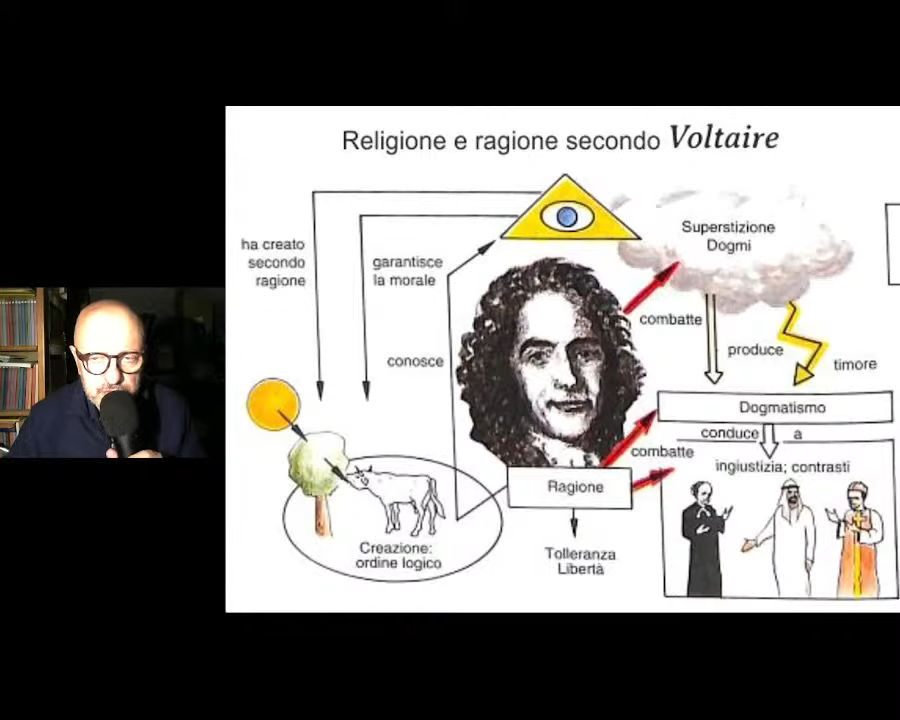 Religione e ragione secondo Voltaire
ha creato
secondo
ragione
garantisce
la morale
conosce
Superstizione
Dogmi
combatte
produce
timore
Dogmatismo
conduce a
combatte
ingiustizia; contrasti
Ragione
Tolleranza
Libertà
Creazione:
ordine logico